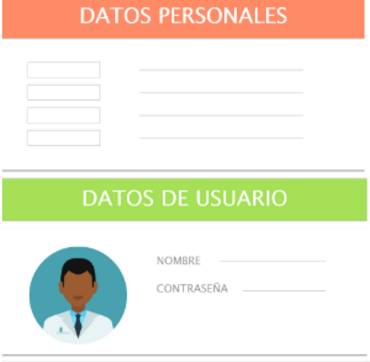 DATOS PERSONALES
DATOS DE USUARIO
NOMBRE
CONTRASEÑA